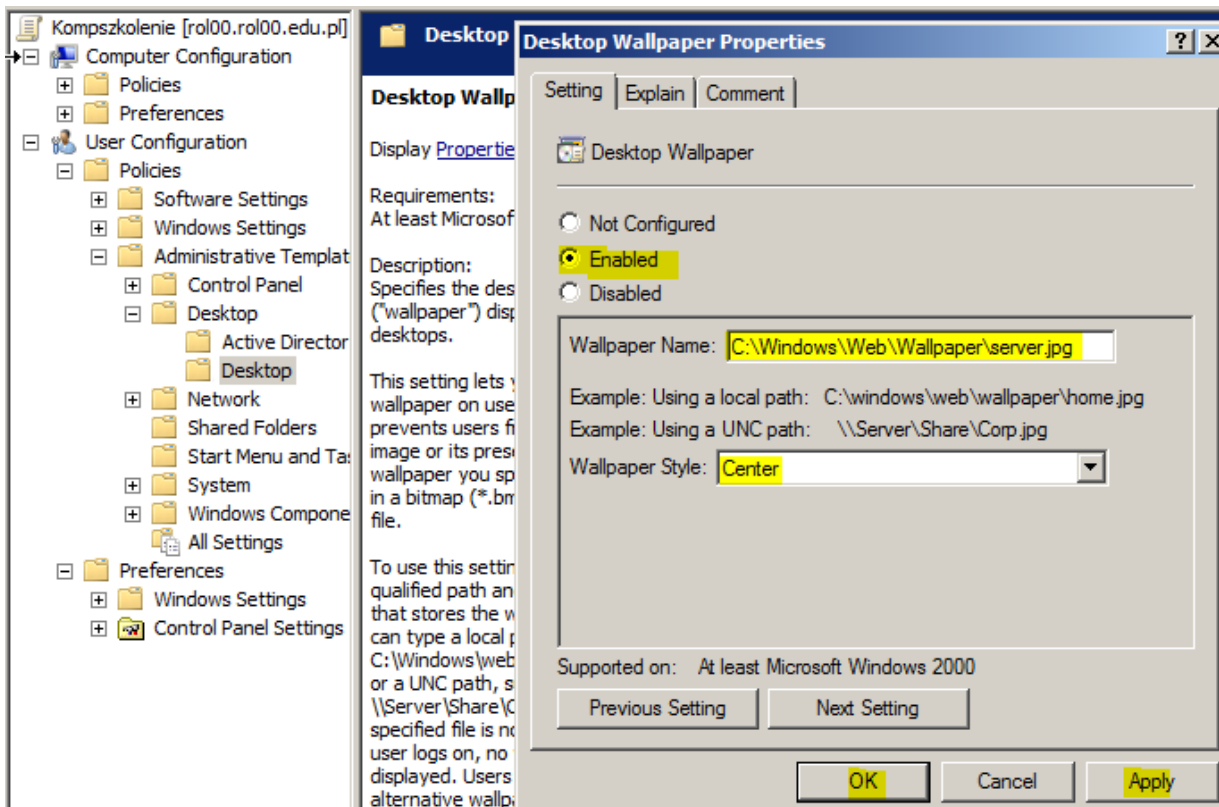 Kompszkolenie [rol00.rol00.edu.pl]
Computer Configuration
Policies
Preferences
User Configuration
Policies
Software Settings
Windows Settings
Administrative Templat
Control Panel
Desktop
Active Director
Desktop
Network
Shared Folders
Start Menu and Ta
System
Windows Compone
All Settings
Preferences
Windows Settings
Control Panel Settings
Desktop
Desktop Wallp
Display Propertie
Requirements:
At least Microsof
Description:
Specifies the des
("wallpaper") disp
desktops.
This setting lets
wallpaper on use
prevents users f
image or its pres
wallpaper you sp
in a bitmap (*.bm
file.
To use this settin
qualified path an
that stores the w
can type a local p
C:\Windows\web
or a UNC path, s
\\Server\Share\C
specified file is no
user logs on, no
displayed. Users
alternative wallp
Desktop Wallpaper Properties
Setting
Explain
Comment
Desktop Wallpaper
Not Configured
Enabled
Disabled
Wallpaper Name: C:\Windows\Web\Wallpaper\server.jpg
Example: Using a local path: C:\windows\web\wallpaper\home.jpg
Example: Using a UNC path: \\Server\Share\Corp.jpg
Wallpaper Style: Center
Supported on: At least Microsoft Windows 2000
Previous Setting
Next Setting
OK
Cancel
Apply